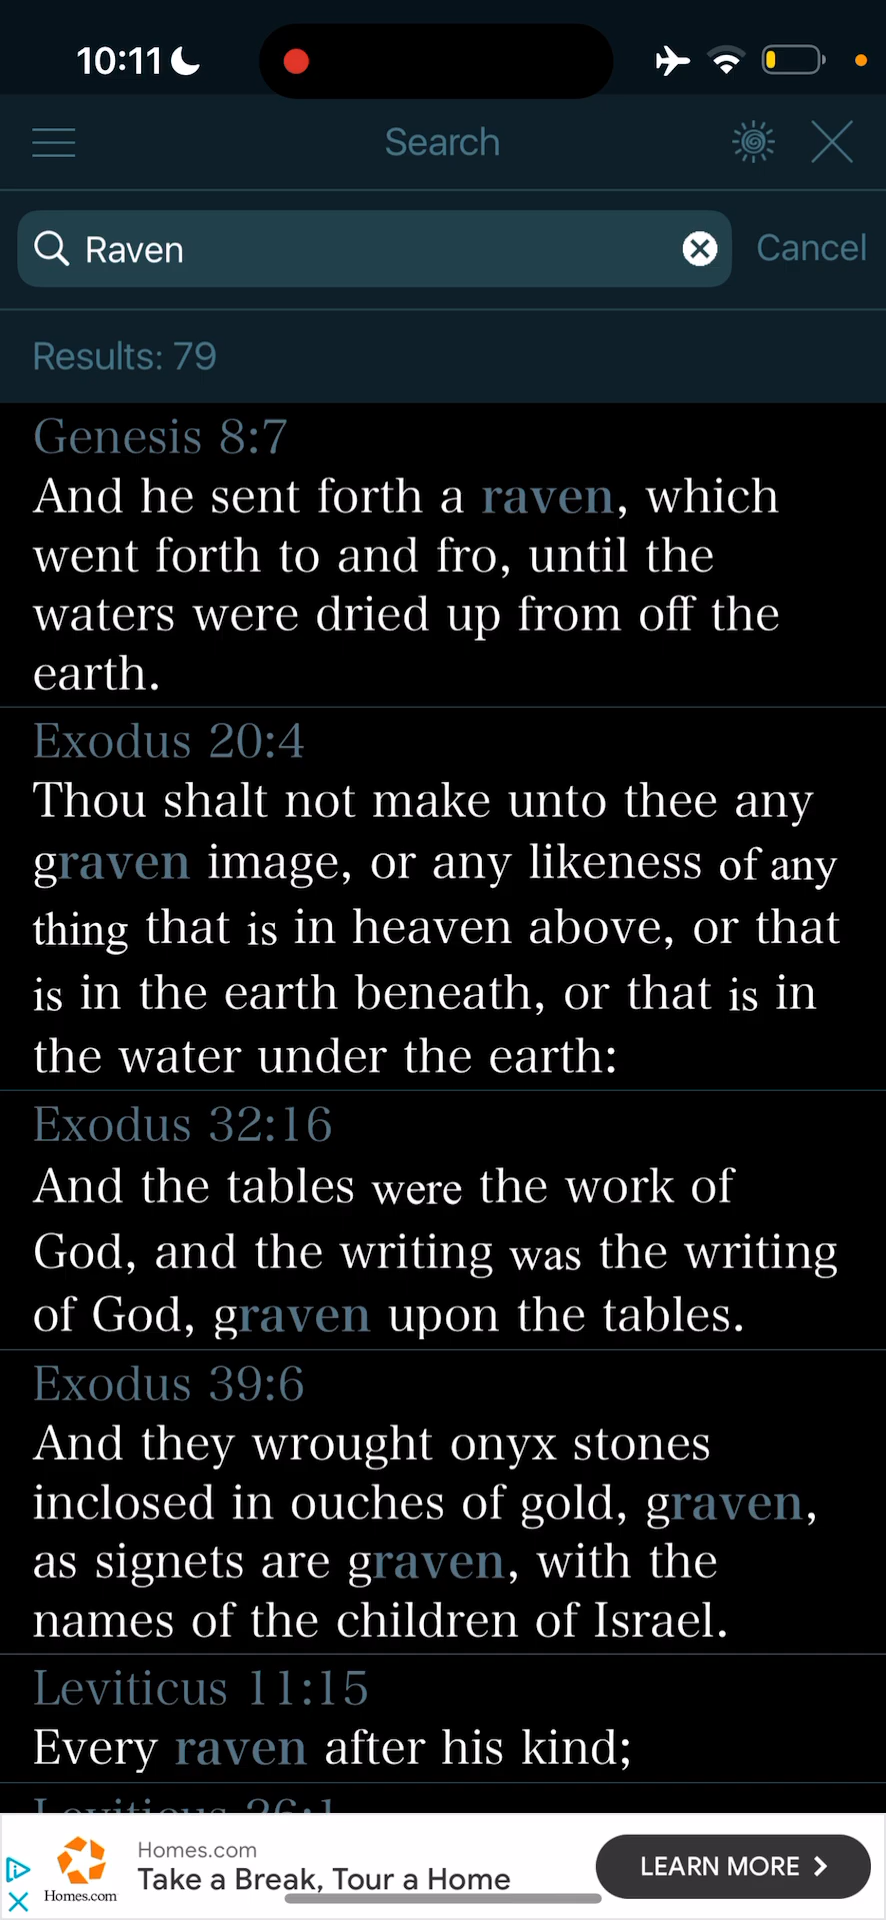 10:11
Search
Raven
Cancel
Results: 79
Genesis 8:7
And he sent forth a raven, which
went forth to and fro, until the
waters were dried up from off the
earth.
Exodus 20:4
Thou shalt not make unto thee any
graven image, or any likeness of any
thing that is in heaven above, or that
is in the earth beneath, or that is in
the water under the earth:
Exodus 32:16
And the tables were the work of
God, and the writing was the writing
of God, graven upon the tables.
Exodus 39:6
And they wrought onyx stones
inclosed in ouches of gold, graven,
as signets are graven, with the
names of the children of Israel.
Leviticus 11:15
Every raven after his kind;
Leviticus 26:1
Homes.com
Take a Break, Tour a Home
Homes.com
LEARN MORE